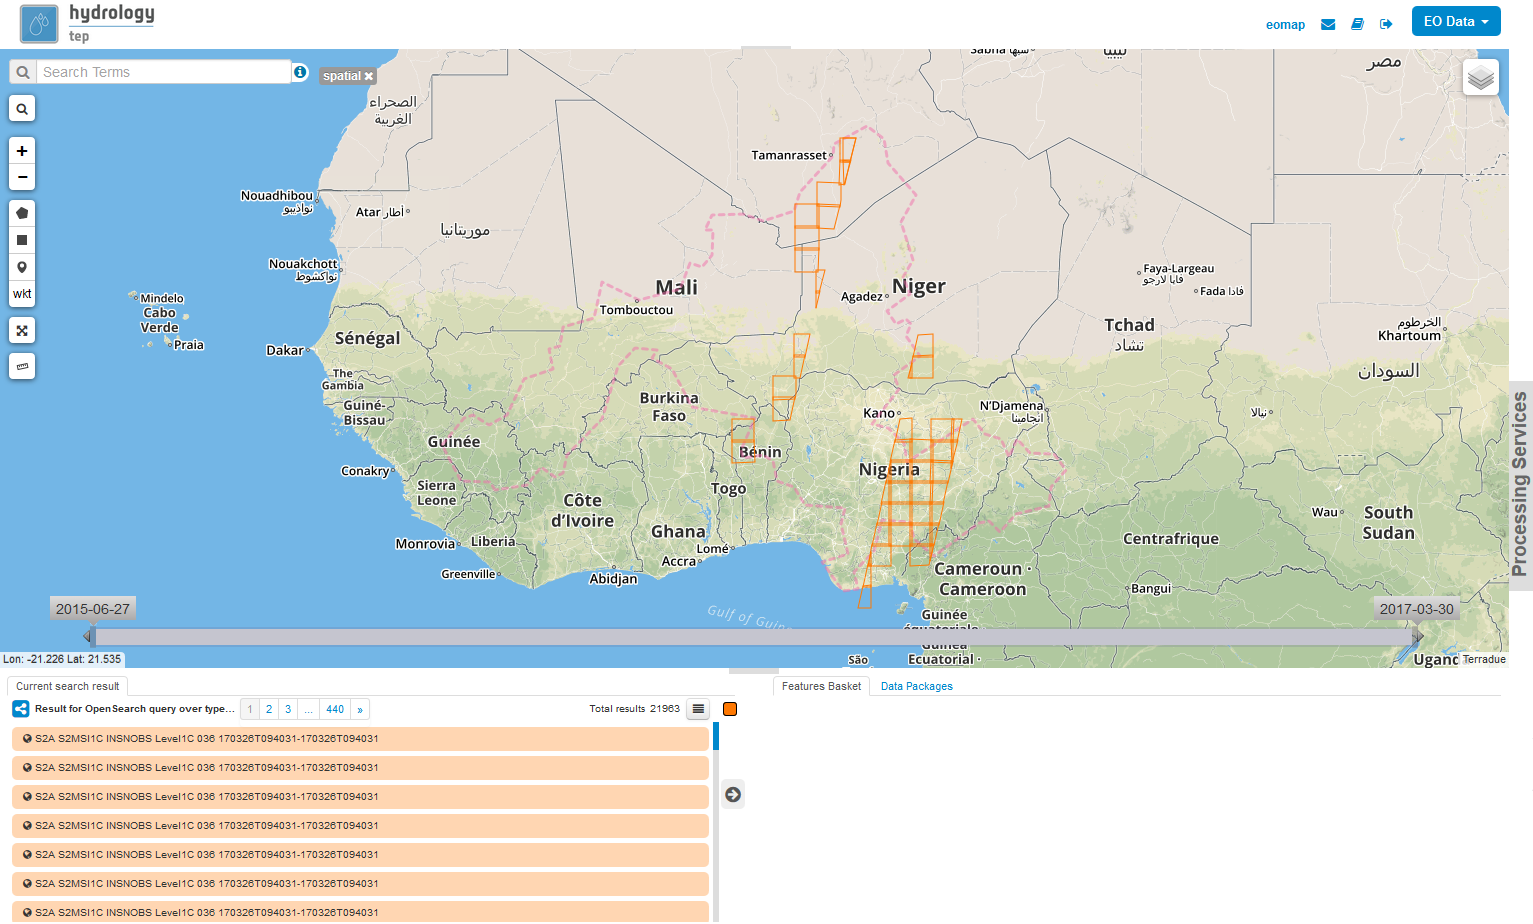 hydrology
tep
eomap
EO Data
Search Terms
spatial
wkt
مصر
الصحراء
الغربية
Tamanrasset
Nouadhibou
نواذيبو
Atar أطار
موريتانيا
Nouakchott
نواكشوط
Mindelo
Cabo
Verde
Praia
Mali
Tombouctou
Agadez
Niger
Faya-Largeau
فايا لارجو
Fada فادا
Tchad
تشاد
الخرطوم
Khartoum
السودان
Sénégal
Dakar
The
Gambia
Guiné-
Bissau
Guinée
Conakry
Sierra
Leone
Monrovia
Liberia
Greenville
Burkina
Faso
Côte
d'Ivoire
Abidjan
Ghana
Accra
Togo
Lomé
Bénin
Kano
N'Djamena
انجامينا
نيالا
Nigeria
Wau
South
Sudan
Centrafrique
Cameroun ·
Cameroon
Bangui
Guinée
équatoriale
Guinea
Ecuatorial ·
São
Gulf of Guin
Ugand
Processing Services
2015-06-27
2017-03-30
Lon: -21.226 Lat: 21.535
Terradue
Current search result
Features Basket
Data Packages
Result for OpenSearch query over type...
1 2 3 ... 440 »
Total results 21963
S2A S2MSI1C INSNOBS Level1C 036 170326T094031-170326T094031
S2A S2MSI1C INSNOBS Level1C 036 170326T094031-170326T094031
S2A S2MSI1C INSNOBS Level1C 036 170326T094031-170326T094031
S2A S2MSI1C INSNOBS Level1C 036 170326T094031-170326T094031
S2A S2MSI1C INSNOBS Level1C 036 170326T094031-170326T094031
S2A S2MSI1C INSNOBS Level1C 036 170326T094031-170326T094031
S2A S2MSI1C INSNOBS Level1C 036 170326T094031-170326T094031